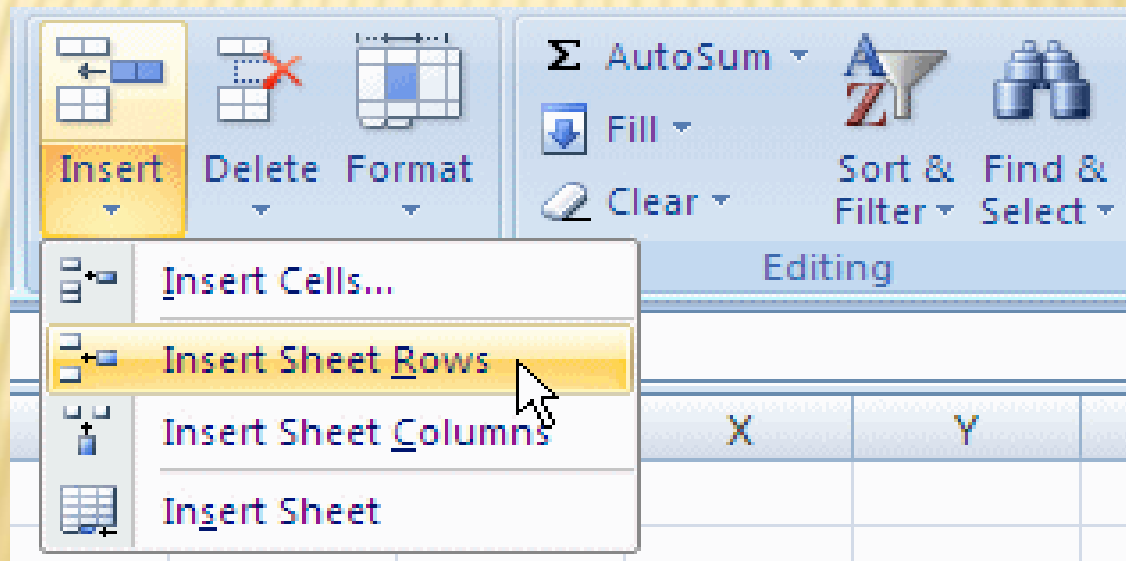 Insert
Delete
Format
Σ AutoSum
Fill
Clear
A
Z
Sort &
Filter
Find &
Select
Editing
Insert Cells...
Insert Sheet Rows
Insert Sheet Columns
Insert Sheet
X Y